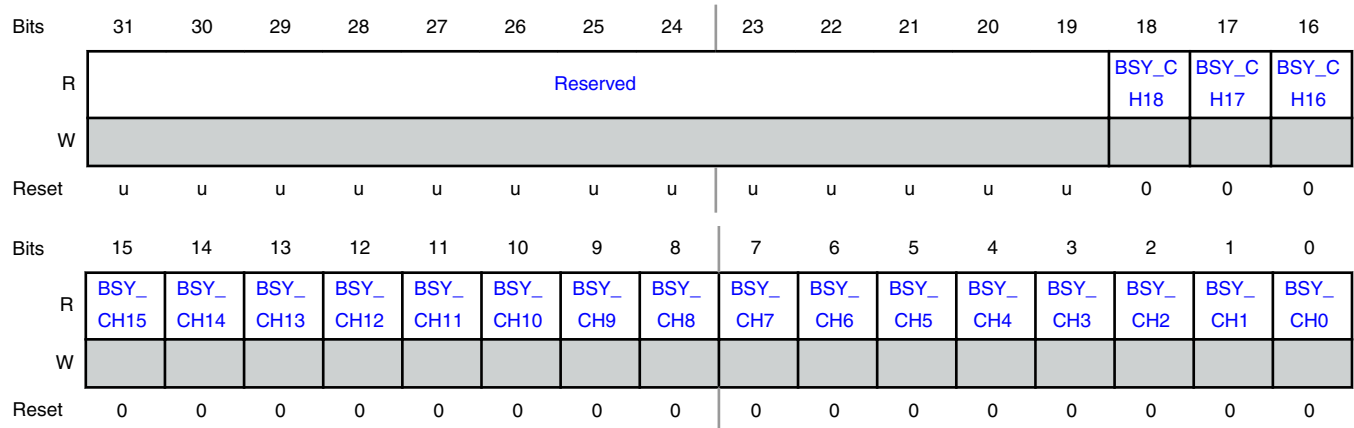 Bits 31 30 29 28 27 26 25 24 23 22 21 20 19 18 17 16
R Reserved BSY_C BSY_C BSY_C
H18 H17 H16
W
Reset u u u u u u u u u u u u u 0 0 0
Bits 15 14 13 12 11 10 9 8 7 6 5 4 3 2 1 0
R BSY_ BSY_ BSY_ BSY_ BSY_ BSY_ BSY_ BSY_ BSY_ BSY_ BSY_ BSY_ BSY_ BSY_ BSY_ BSY_
CH15 CH14 CH13 CH12 CH11 CH10 CH9 CH8 CH7 CH6 CH5 CH4 CH3 CH2 CH1 CH0
W
Reset 0 0 0 0 0 0 0 0 0 0 0 0 0 0 0 0